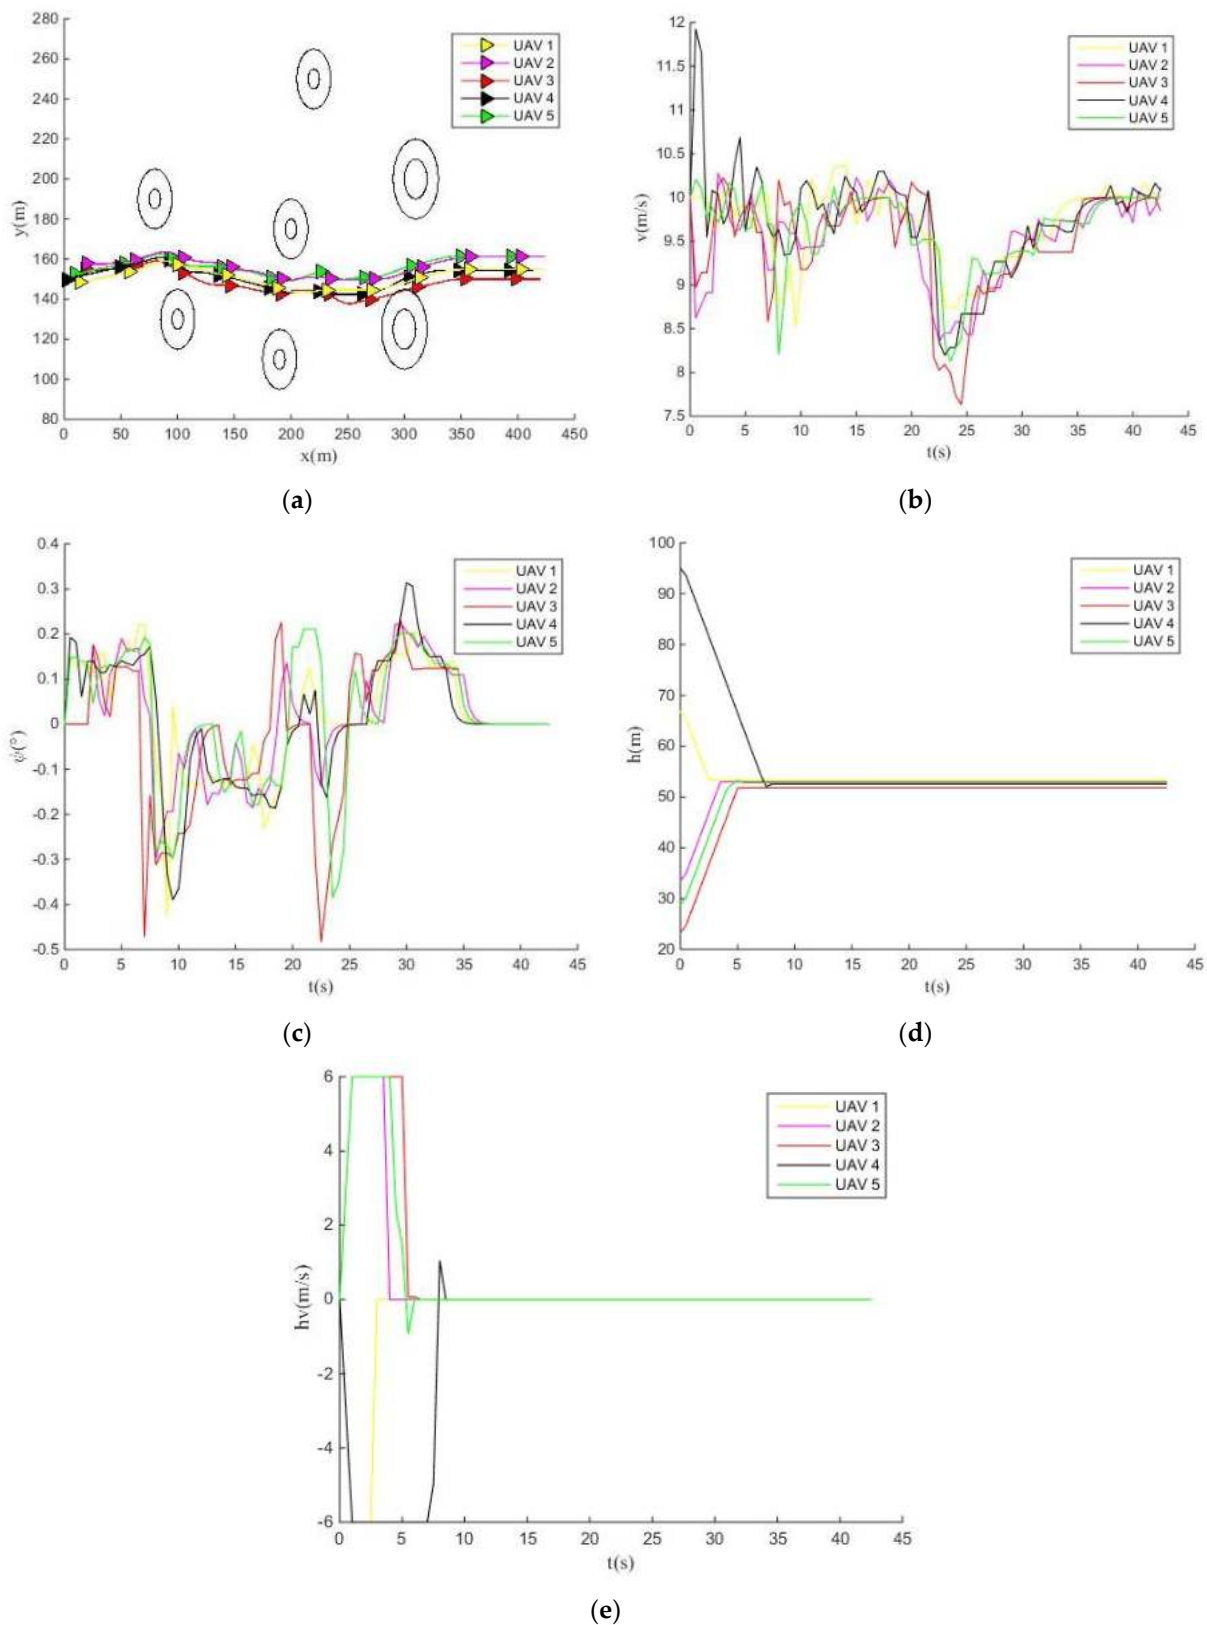 280
260
240
220
200
180
160
140
120
100
80
y(m)
0 50 100 150 200 250 300 350 400 450
x(m)
UAV 1
UAV 2
UAV 3
UAV 4
UAV 5
(a)
12
11.5
11
10.5
10
9.5
9
8.5
8
7.5
v(m/s)
0 5 10 15 20 25 30 35 40 45
t(s)
UAV 1
UAV 2
UAV 3
UAV 4
UAV 5
(b)
0.4
0.3
0.2
0.1
0
-0.1
-0.2
-0.3
-0.4
-0.5
ψ(°)
0 5 10 15 20 25 30 35 40 45
t(s)
UAV 1
UAV 2
UAV 3
UAV 4
UAV 5
(c)
100
90
80
70
60
50
40
30
20
h(m)
0 5 10 15 20 25 30 35 40 45
t(s)
UAV 1
UAV 2
UAV 3
UAV 4
UAV 5
(d)
6
4
2
0
-2
-4
-6
hv(m/s)
0 5 10 15 20 25 30 35 40 45
t(s)
UAV 1
UAV 2
UAV 3
UAV 4
UAV 5
(e)